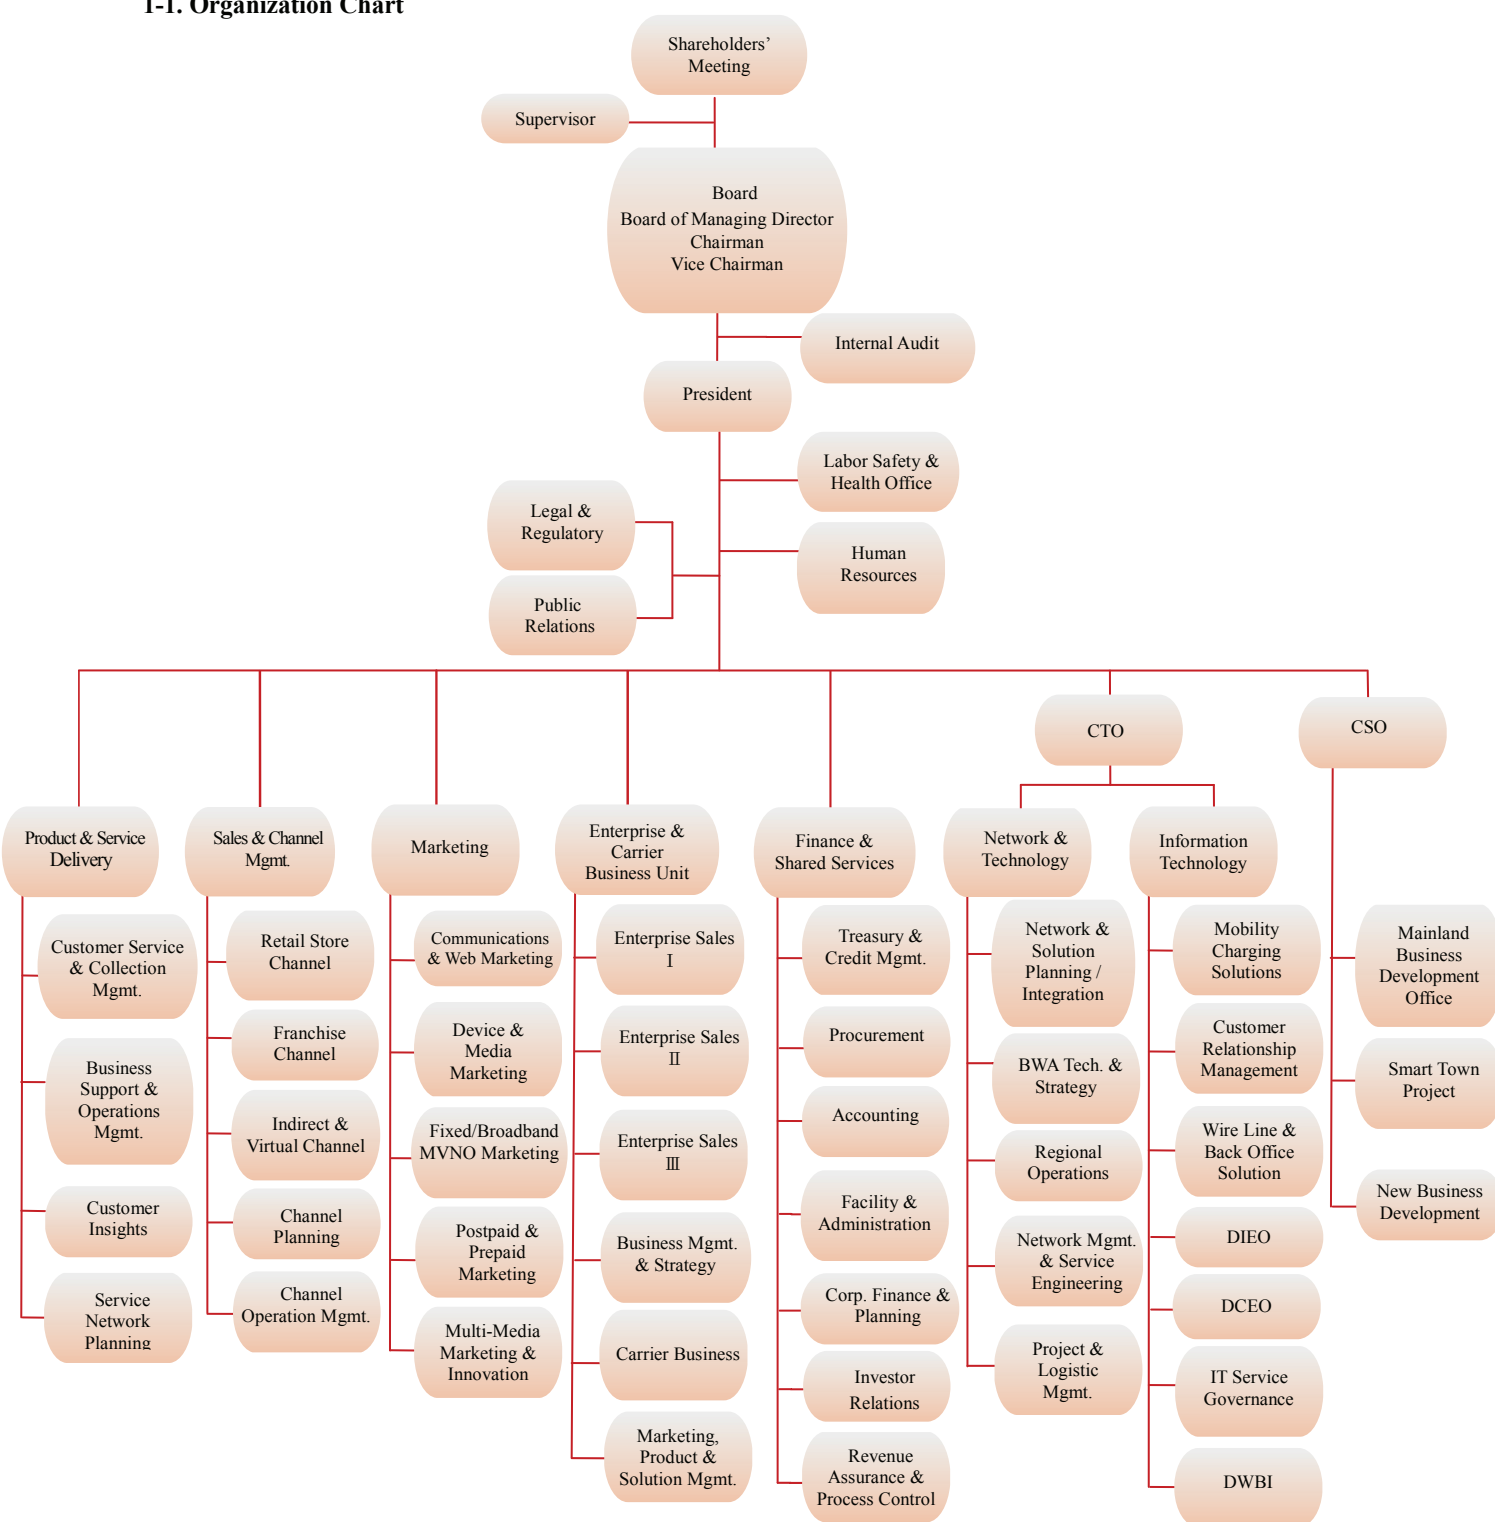 1-1. Organization Chart
Shareholders’
Meeting
Supervisor
Board
Board of Managing Director
Chairman
Vice Chairman
Internal Audit
President
Labor Safety &
Health Office
Legal &
Regulatory
Human
Resources
Public
Relations
CTO
CSO
Product & Service
Delivery
Sales & Channel
Mgmt.
Marketing
Enterprise &
Carrier
Business Unit
Finance &
Shared Services
Network &
Technology
Information
Technology
Customer Service
& Collection
Mgmt.
Business
Support &
Operations
Mgmt.
Customer
Insights
Service
Network
Planning
Retail Store
Channel
Franchise
Channel
Indirect &
Virtual Channel
Channel
Planning
Channel
Operation Mgmt.
Communications
& Web Marketing
Device &
Media
Marketing
Fixed/Broadband
MVNO Marketing
Postpaid &
Prepaid
Marketing
Multi-Media
Marketing &
Innovation
Enterprise Sales
Ⅰ
Enterprise Sales
Ⅱ
Enterprise Sales
Ⅲ
Business Mgmt.
& Strategy
Carrier Business
Marketing,
Product &
Solution Mgmt.
Treasury &
Credit Mgmt.
Procurement
Accounting
Facility &
Administration
Corp. Finance &
Planning
Investor
Relations
Revenue
Assurance &
Process Control
Network &
Solution
Planning /
Integration
BWA Tech. &
Strategy
Regional
Operations
Network Mgmt.
& Service
Engineering
Project &
Logistic
Mgmt.
Mobility
Charging
Solutions
Customer
Relationship
Management
Wire Line &
Back Office
Solution
DIEO
DCEO
IT Service
Governance
DWBI
Mainland
Business
Development
Office
Smart Town
Project
New Business
Development